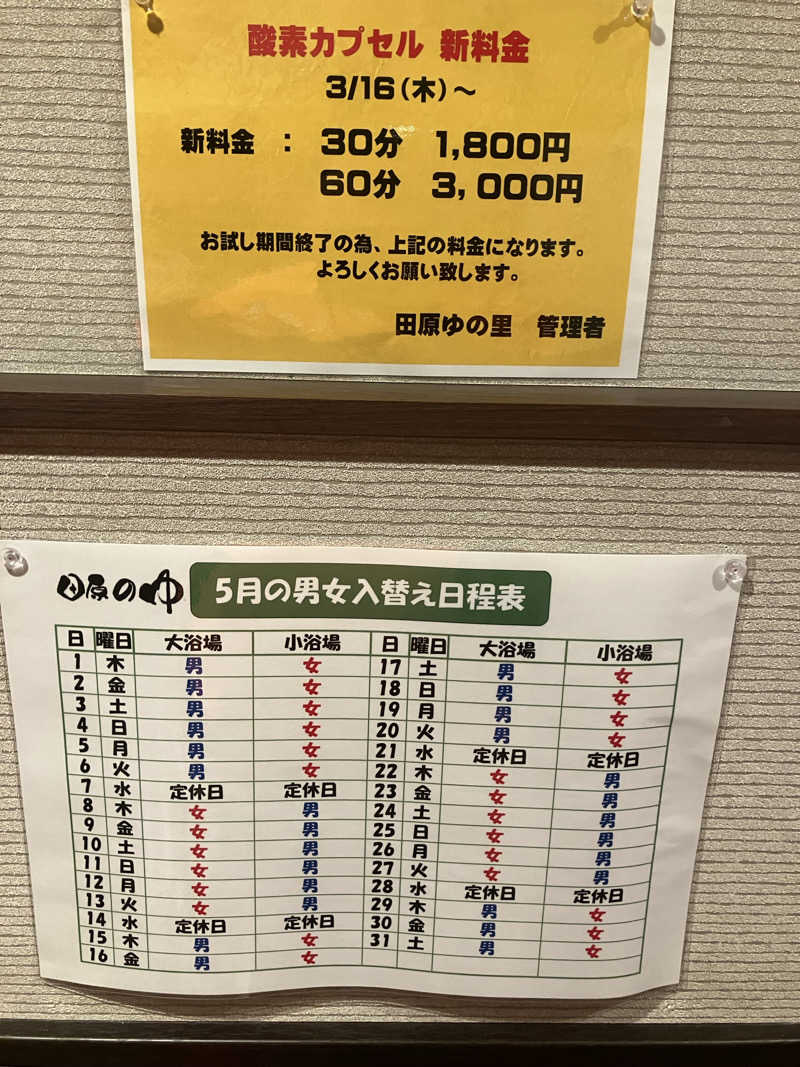 酸素カプセル 新料金
3/16(木)~
新料金 : 30分 1,800円
60分 3,000円
お試し期間終了の為、上記の料金になります。
よろしくお願い致します。
田原ゆの里 管理者
田原のゆ 5月の男女入替え日程表
日 曜日 大浴場 小浴場 日 曜日 大浴場 小浴場
1 木 男 女 17 土 男 女
2 金 男 女 18 日 男 女
3 土 男 女 19 月 男 女
4 日 男 女 20 火 男 女
5 月 男 女 21 水 定休日 定休日
6 火 男 女 22 木 女 男
7 水 定休日 定休日 23 金 女 男
8 木 女 男 24 土 女 男
9 金 女 男 25 日 女 男
10 土 女 男 26 月 女 男
11 日 女 男 27 火 女 男
12 月 女 男 28 水 定休日 定休日
13 火 女 男 29 木 男 女
14 水 定休日 定休日 30 金 男 女
15 木 男 女 31 土 男 女
16 金 男 女